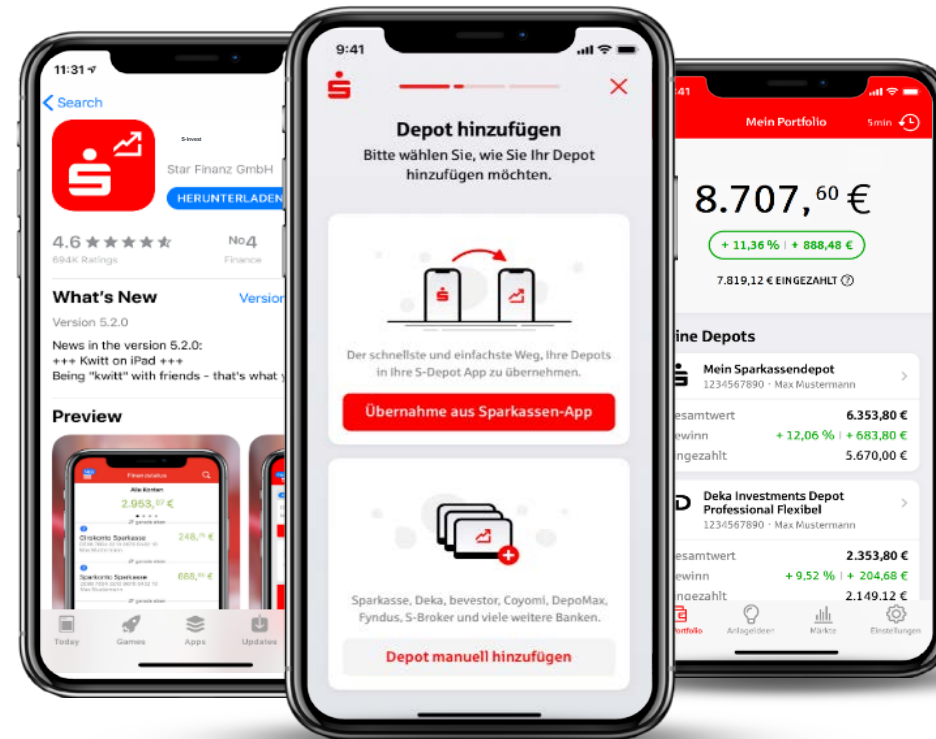 11:31
Search
S-Invest
Star Finanz GmbH
HERUNTERLADEN
4.6
No4
694K Ratings
Finance
What's New
Version
Version 5.2.0
News in the version 5.2.0:
+++ Kwitt on iPad +++
Being "kwitt" with friends - that's what
Preview
Finanzstatus
Alle Konten
2.953,
€
Girokonto Sparkasse
248,
Sparkonto Sparkasse
668,
€
Today
Games
Apps
Updates
9:41
Depot hinzufügen
Bitte wählen Sie, wie Sie Ihr Depot
hinzufügen möchten.
Der schnellste und einfachste Weg, Ihre Depots
in Ihre S-Depot App zu übernehmen.
Übernahme aus Sparkassen-App
Sparkasse, Deka, bevestor, Coyomi, DepoMax,
Fyndus, S-Broker und viele weitere Banken.
Depot manuell hinzufügen
:41
Mein Portfolio
5min
8.707,60 €
+ 11,36 % | + 888,48 €
7.819,12 € EINGEZAHLT
ine Depots
Mein Sparkassendepot
1234567890 · Max Mustermann
esamtwert
6.353,80 €
ewinn
+ 12,06 % | + 683,80 €
ngezahlt
5.670,00 €
D
Deka Investments Depot
Professional Flexibel
1234567890 · Max Mustermann
esamtwert
2.353,80 €
ewinn
+ 9,52 % | + 204,68 €
ngezahlt
2.149,12 €
Portfolio
Anlageideen
Märkte
Einstellungen